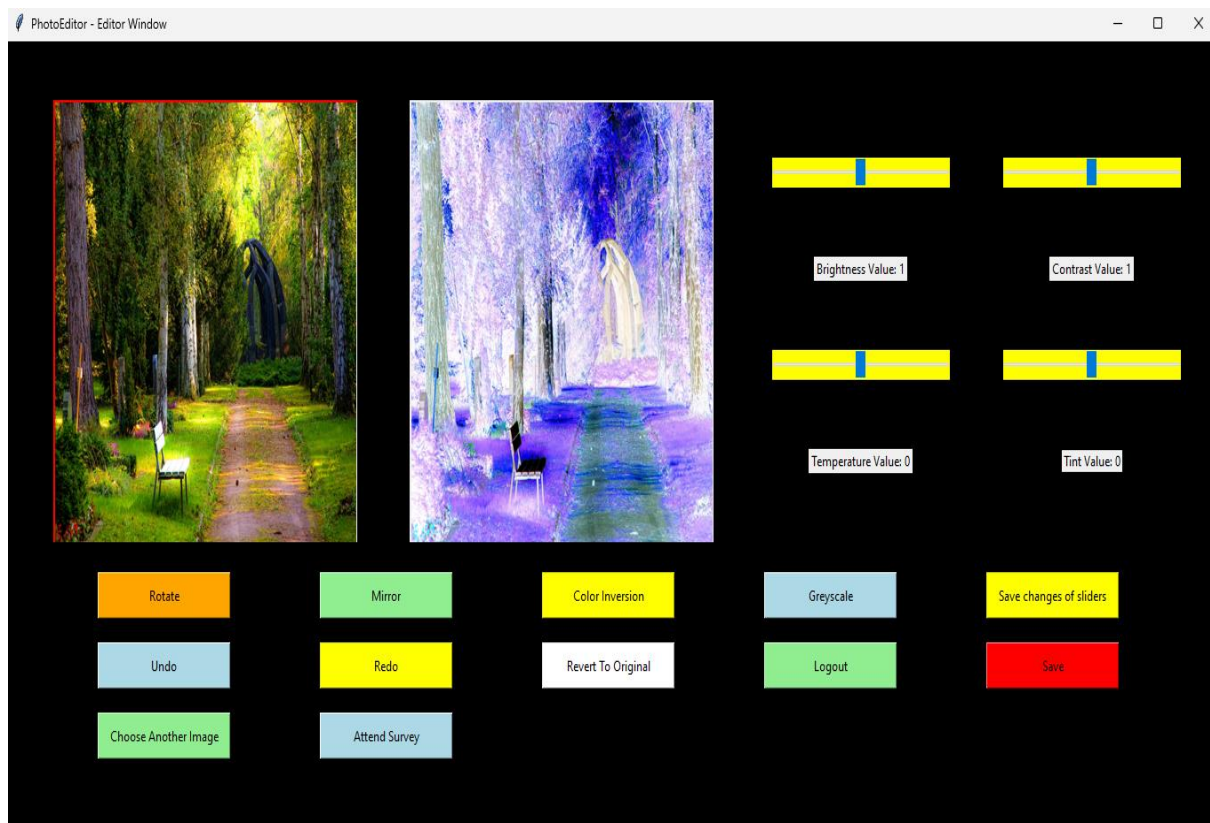 PhotoEditor - Editor Window
Brightness Value: 1
Contrast Value: 1
Temperature Value: 0
Tint Value: 0
Rotate
Mirror
Color Inversion
Greyscale
Save changes of sliders
Undo
Redo
Revert To Original
Logout
Save
Choose Another Image
Attend Survey